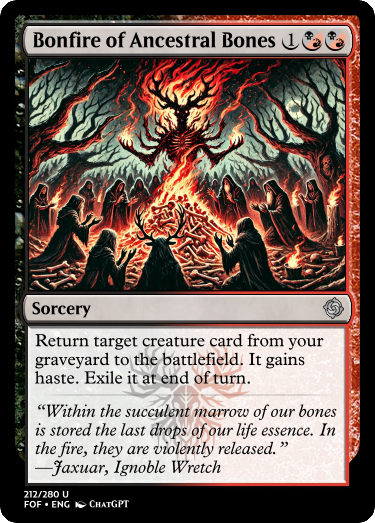 Bonfire of Ancestral Bones 1
Sorcery
Return target creature card from your
graveyard to the battlefield. It gains
haste. Exile it at end of turn.
“Within the succulent marrow of our bones
is stored the last drops of our life essence. In
the fire, they are violently released.”
—Jaxuar, Ignoble Wretch
212/280 U
FOF • ENG ChatGPT